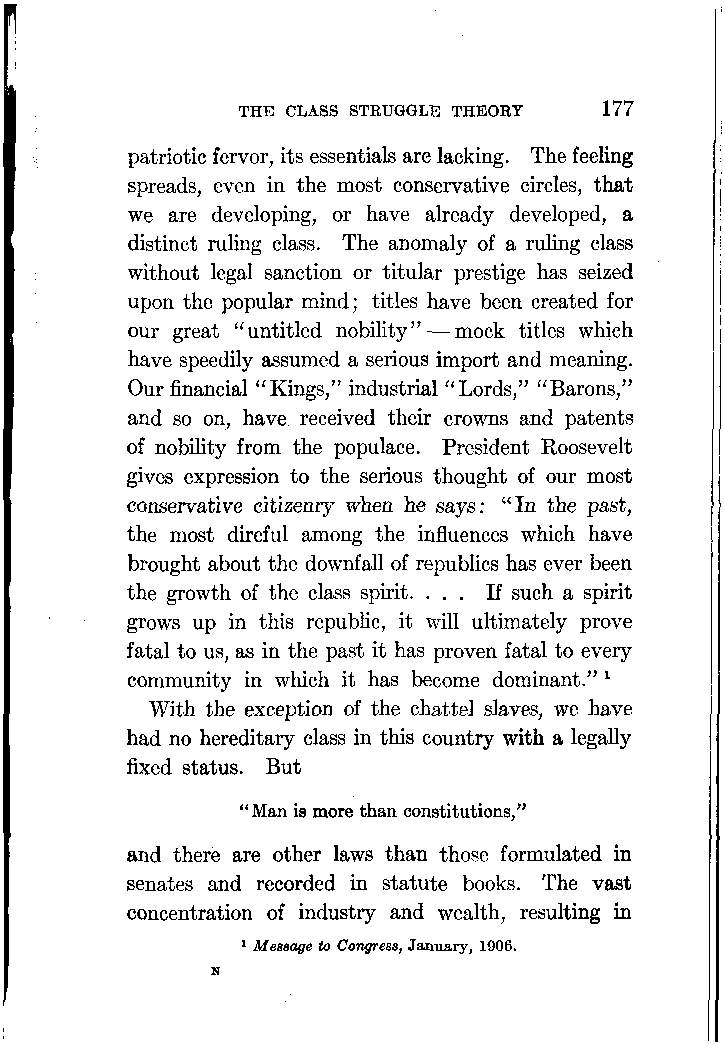 THE CLASS STRUGGLE THEORY 177
patriotic fervor, its essentials are lacking. The feeling
spreads, even in the most conservative circles, that
we are developing, or have already developed, a
distinct ruling class. The anomaly of a ruling class
without legal sanction or titular prestige has seized
upon the popular mind; titles have been created for
our great "untitled nobility" — mock titles which
have speedily assumed a serious import and meaning.
Our financial "Kings," industrial "Lords," "Barons,"
and so on, have received their crowns and patents
of nobility from the populace. President Roosevelt
gives expression to the serious thought of our most
conservative citizenry when he says: "In the past,
the most direful among the influences which have
brought about the downfall of republics has ever been
the growth of the class spirit. . . . If such a spirit
grows up in this republic, it will ultimately prove
fatal to us, as in the past it has proven fatal to every
community in which it has become dominant." ¹
With the exception of the chattel slaves, we have
had no hereditary class in this country with a legally
fixed status. But
"Man is more than constitutions,"
and there are other laws than those formulated in
senates and recorded in statute books. The vast
concentration of industry and wealth, resulting in
¹ Message to Congress, January, 1906.
N